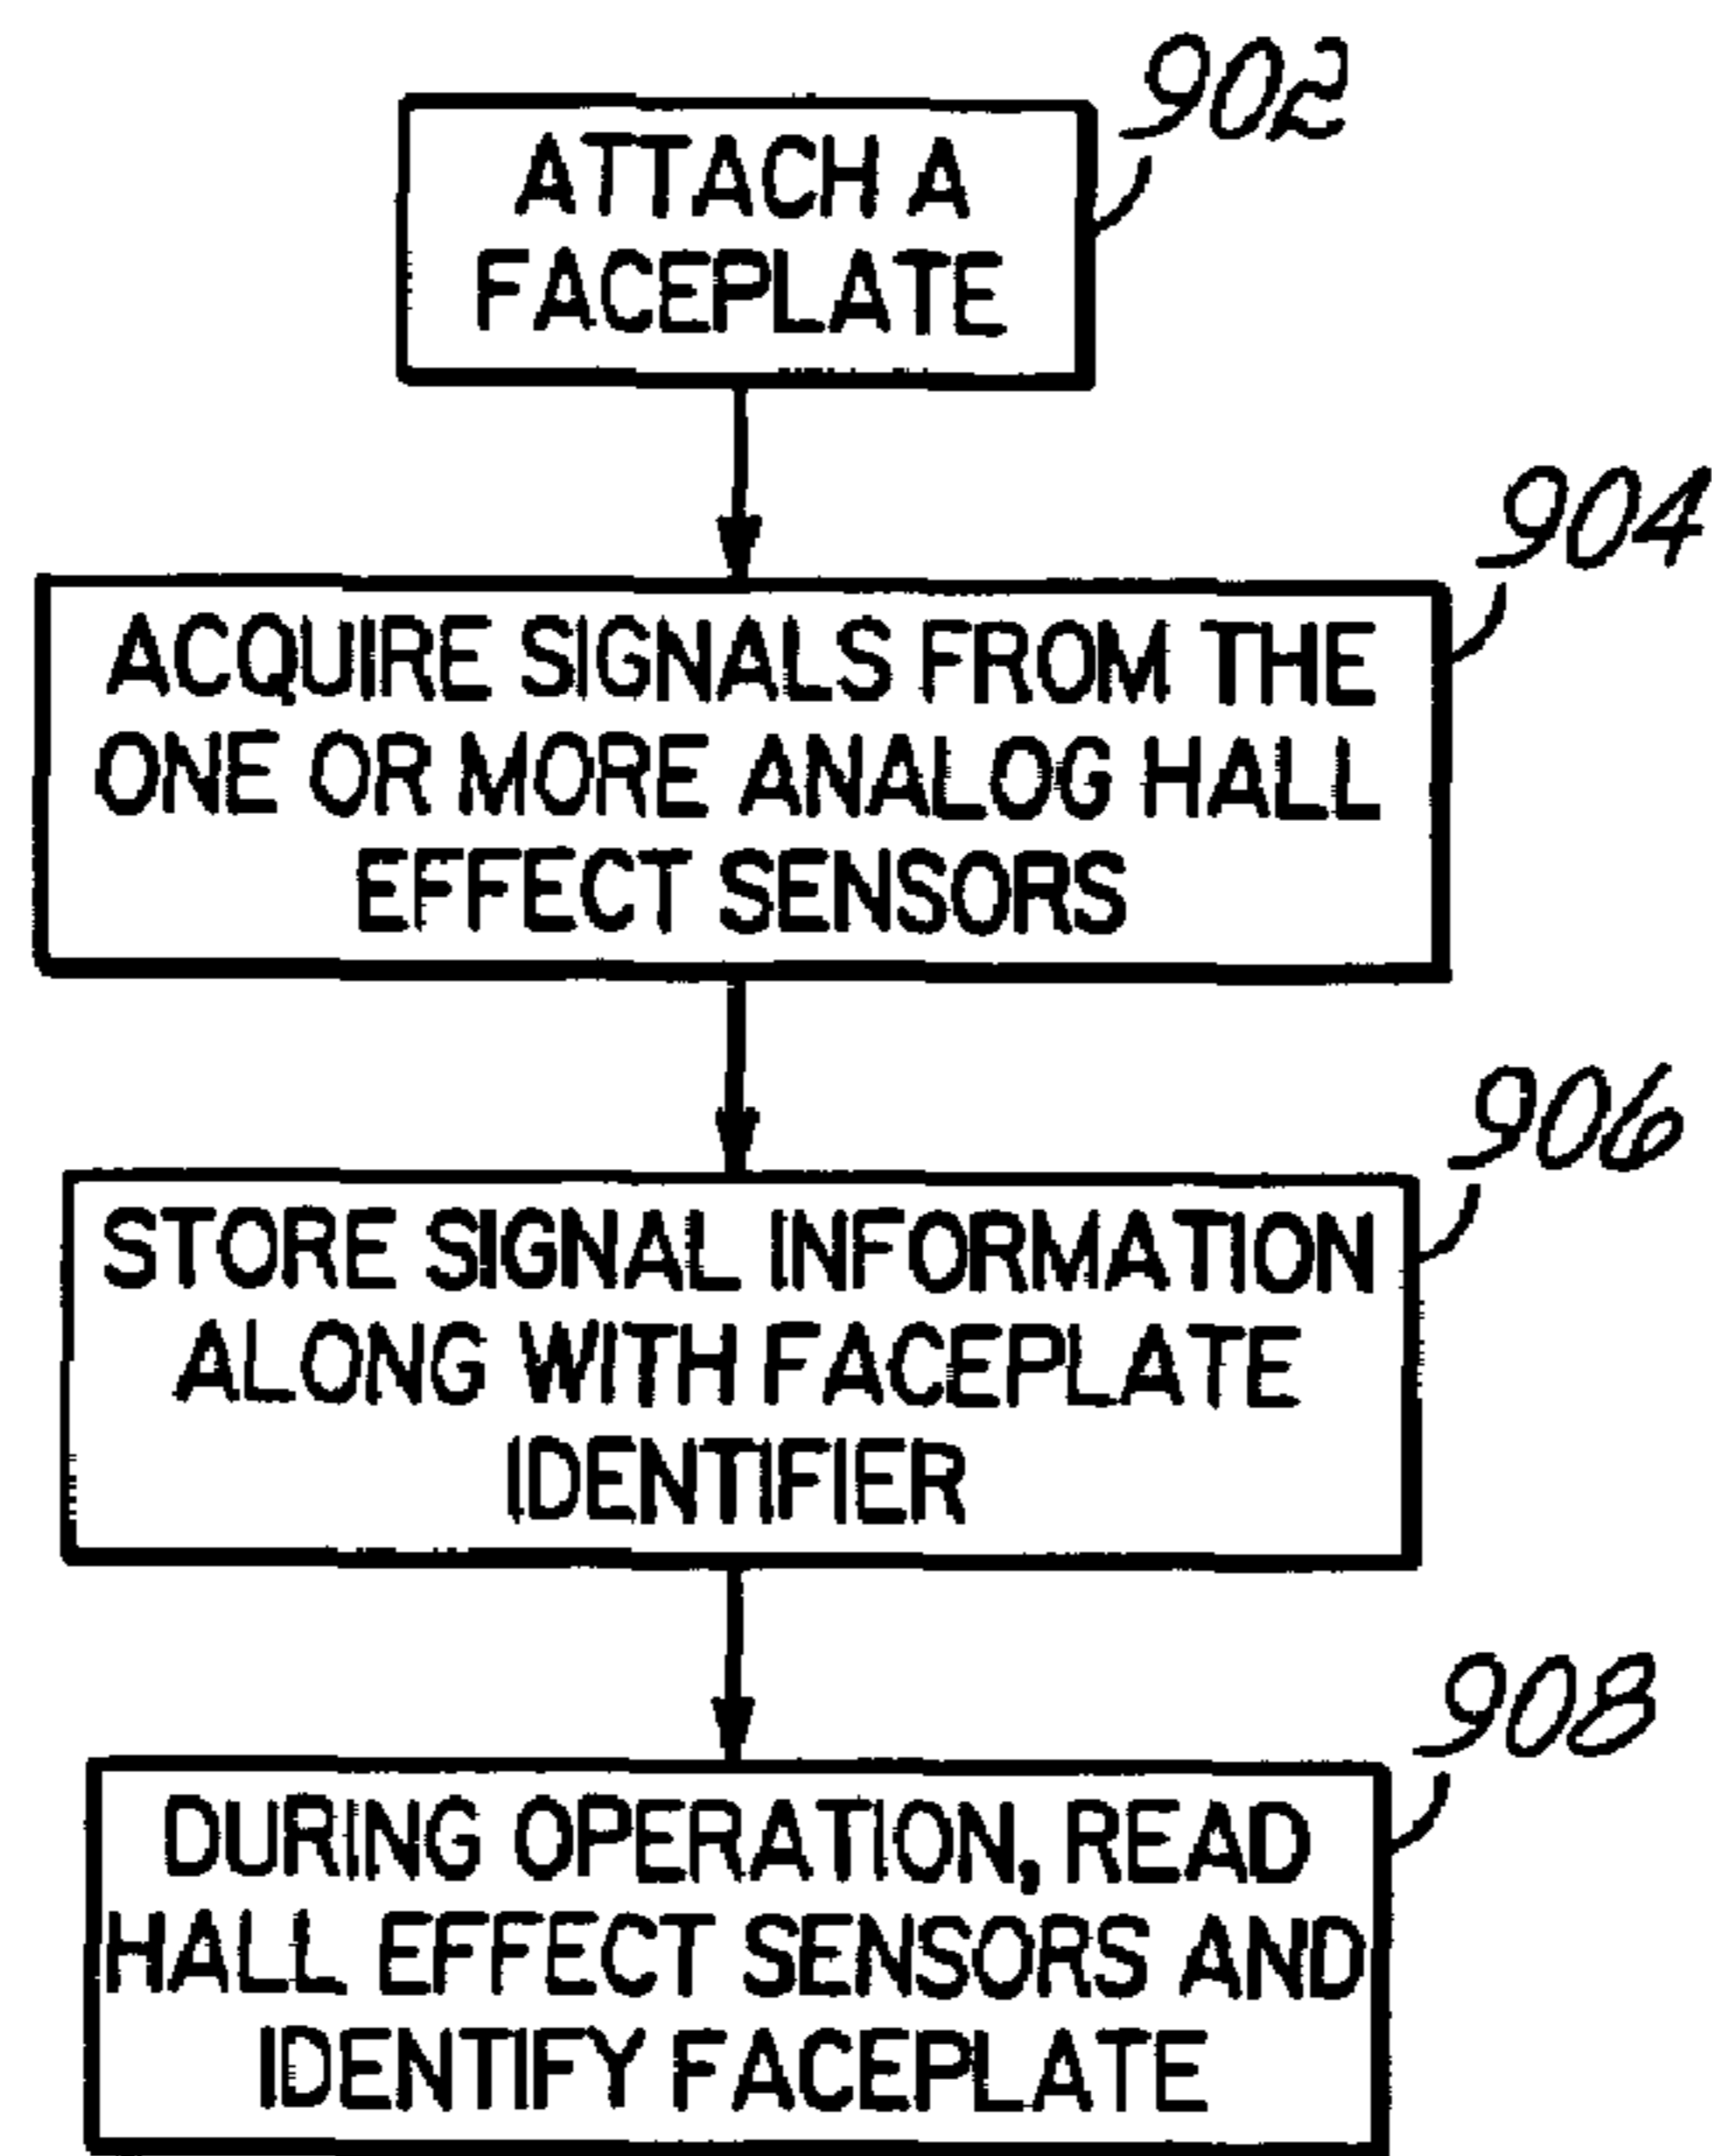 902
ATTACH A
FACEPLATE
904
ACQUIRE SIGNALS FROM THE
ONE OR MORE ANALOG HALL
EFFECT SENSORS
906
STORE SIGNAL INFORMATION
ALONG WITH FACEPLATE
IDENTIFIER
908
DURING OPERATION, READ
HALL EFFECT SENSORS AND
IDENTIFY FACEPLATE